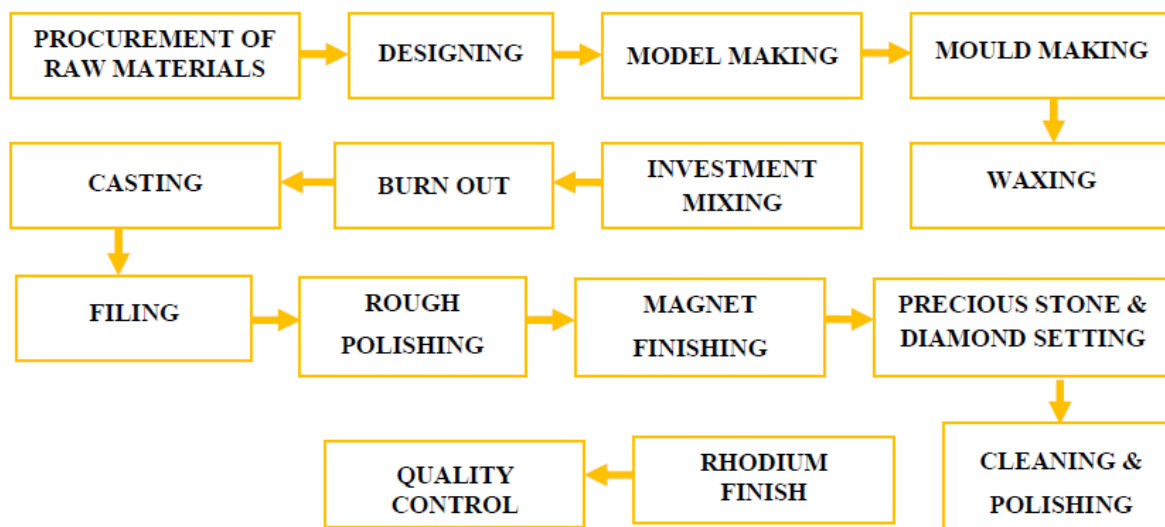 PROCUREMENT OF
RAW MATERIALS
DESIGNING
MODEL MAKING
MOULD MAKING
WAXING
INVESTMENT
MIXING
BURN OUT
CASTING
FILING
ROUGH
POLISHING
MAGNET
FINISHING
PRECIOUS STONE &
DIAMOND SETTING
CLEANING &
POLISHING
RHODIUM
FINISH
QUALITY
CONTROL